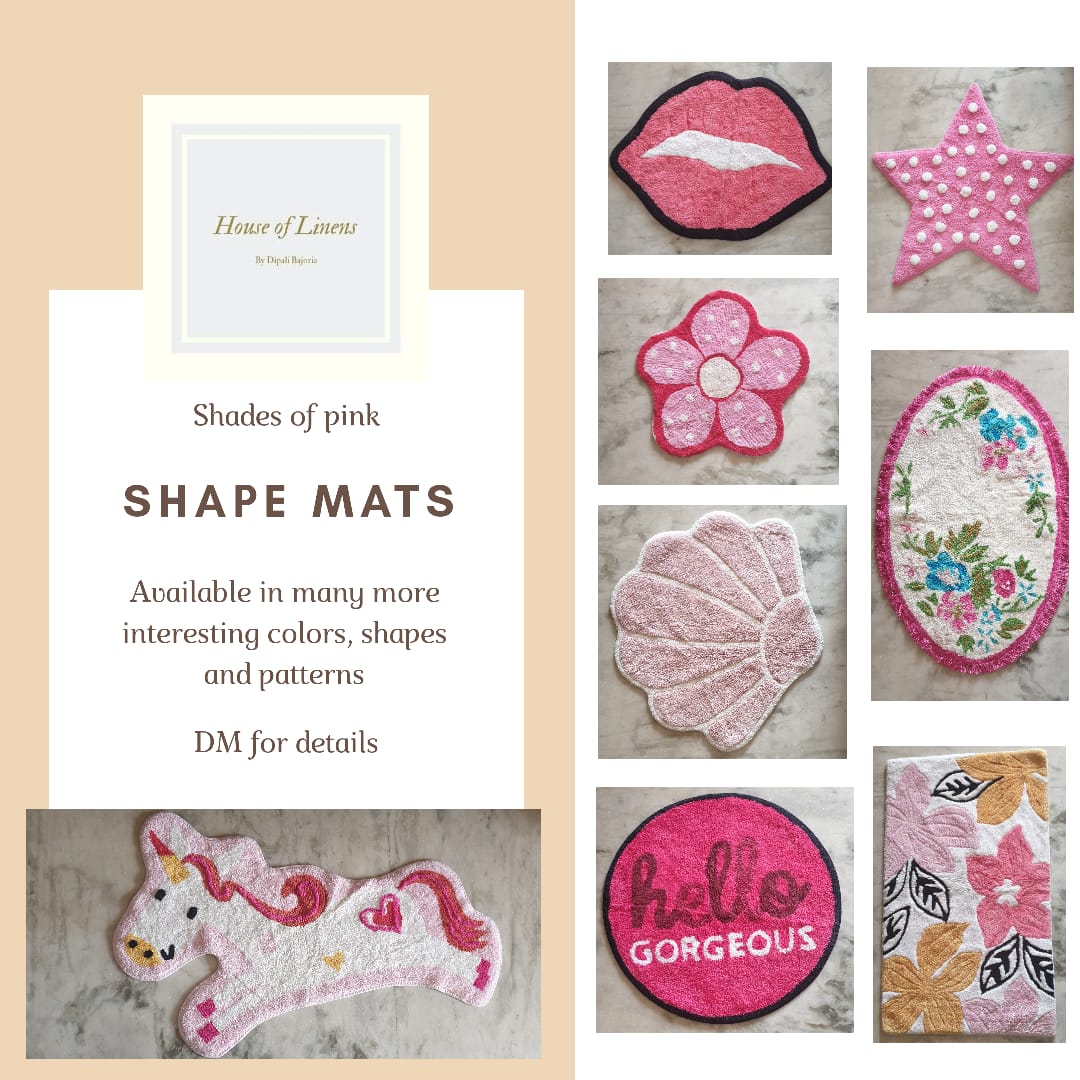 House of Linens
By Dipali Bajoria
Shades of pink
SHAPE MATS
Available in many more
interesting colors, shapes
and patterns
DM for details
hello
GORGEOUS